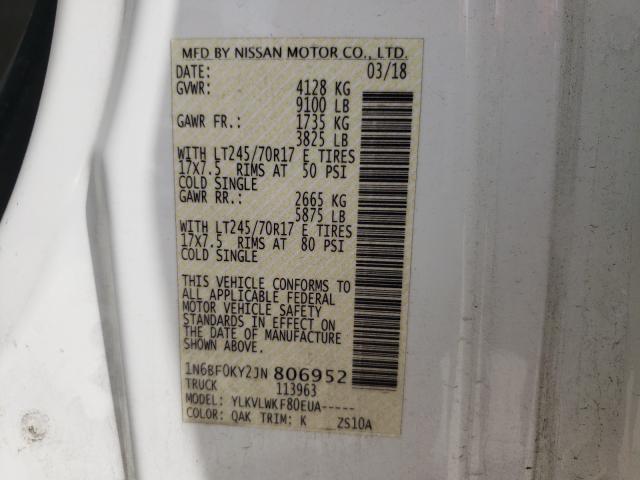 MFD BY NISSAN MOTOR CO., LTD.
DATE: 03/18
GVWR: 4128 KG
9100 LB
GAWR FR.: 1735 KG
3825 LB
WITH LT245/70R17 E TIRES
17X7.5 RIMS AT 50 PSI
COLD SINGLE
GAWR RR.: 2665 KG
5875 LB
WITH LT245/70R17 E TIRES
17X7.5 RIMS AT 80 PSI
COLD SINGLE
THIS VEHICLE CONFORMS TO
ALL APPLICABLE FEDERAL
MOTOR VEHICLE SAFETY
STANDARDS IN EFFECT ON
THE DATE OF MANUFACTURE
SHOWN ABOVE.
1N6BF0KY2JN806952
TRUCK 113963
MODEL: YLKVLWKF80EUA-----
COLOR: QAK TRIM: K ZS10A